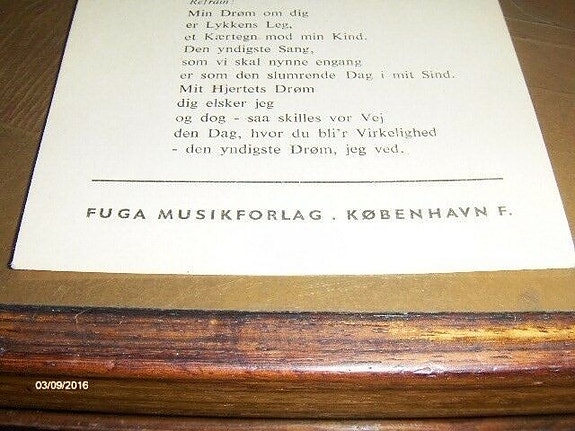 Refrain:
Min Drøm om dig
er Lykkens Leg,
et Kærtegn mod min Kind.
Den yndigste Sang,
som vi skal nynne engang
er som den slumrende Dag i mit Sind.
Mit Hjertets Drøm
dig elsker jeg
og dog - saa skilles vor Vej
den Dag, hvor du bli'r Virkelighed
- den yndigste Drøm, jeg ved.
FUGA MUSIKFORLAG . KØBENHAVN F.
03/09/2016